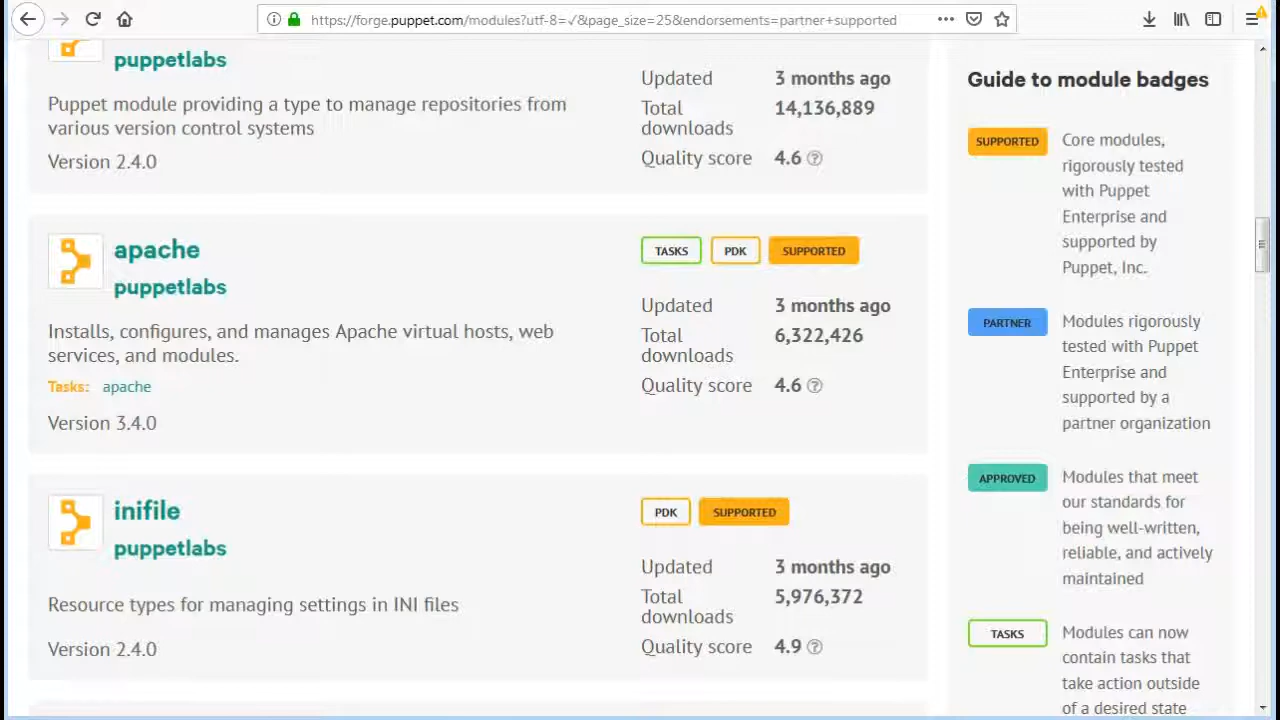 https://forge.puppet.com/modules?utf-8=✓&page_size=25&endorsements=partner+supported
puppetlabs
Puppet module providing a type to manage repositories from
various version control systems
Version 2.4.0
Updated 3 months ago
Total
downloads 14,136,889
Quality score 4.6 ?
apache
puppetlabs
TASKS PDK SUPPORTED
Installs, configures, and manages Apache virtual hosts, web
services, and modules.
Tasks: apache
Version 3.4.0
Updated 3 months ago
Total
downloads 6,322,426
Quality score 4.6 ?
inifile
puppetlabs
PDK SUPPORTED
Resource types for managing settings in INI files
Version 2.4.0
Updated 3 months ago
Total
downloads 5,976,372
Quality score 4.9 ?
Guide to module badges
SUPPORTED
Core modules,
rigorously tested
with Puppet
Enterprise and
supported by
Puppet, Inc.
PARTNER
Modules rigorously
tested with Puppet
Enterprise and
supported by a
partner organization
APPROVED
Modules that meet
our standards for
being well-written,
reliable, and actively
maintained
TASKS
Modules can now
contain tasks that
take action outside
of a desired state